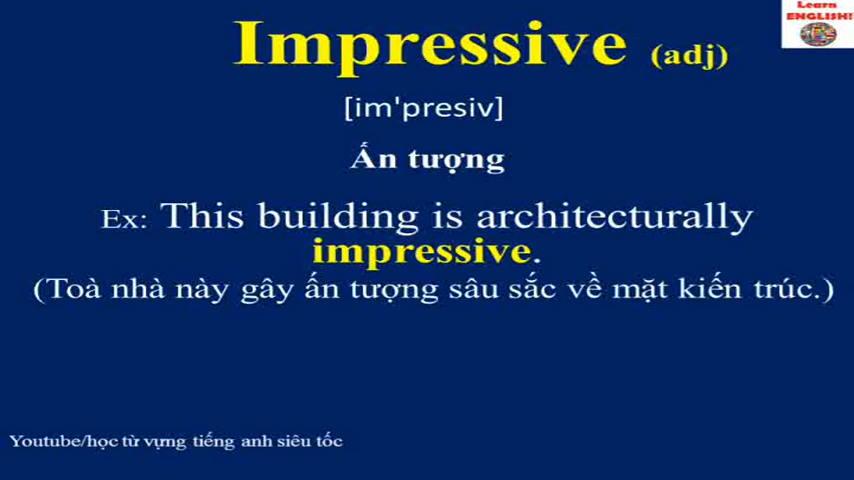 Learn
ENGLISH!
Impressive (adj)
[im'presiv]
Ấn tượng
Ex: This building is architecturally
impressive.
(Toà nhà này gây ấn tượng sâu sắc về mặt kiến trúc.)
Youtube/học từ vựng tiếng anh siêu tốc